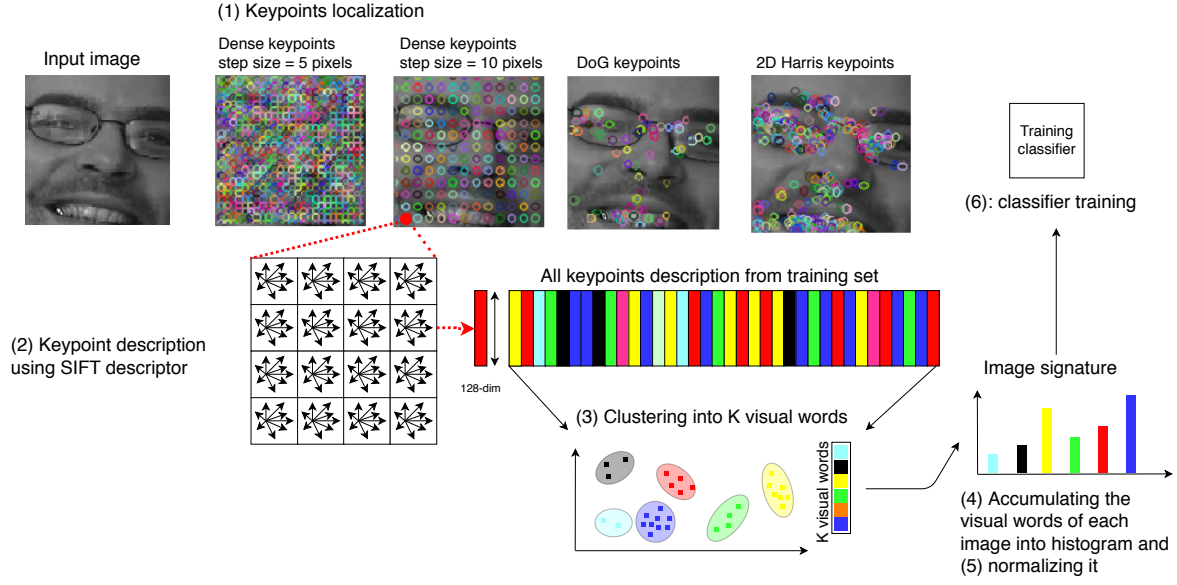 (1) Keypoints localization
Input image
Dense keypoints
step size = 5 pixels
Dense keypoints
step size = 10 pixels
DoG keypoints
2D Harris keypoints
Training
classifier
(6): classifier training
All keypoints description from training set
(2) Keypoint description
using SIFT descriptor
128-dim
Image signature
(3) Clustering into K visual words
K visual words
(4) Accumulating the
visual words of each
image into histogram and
(5) normalizing it